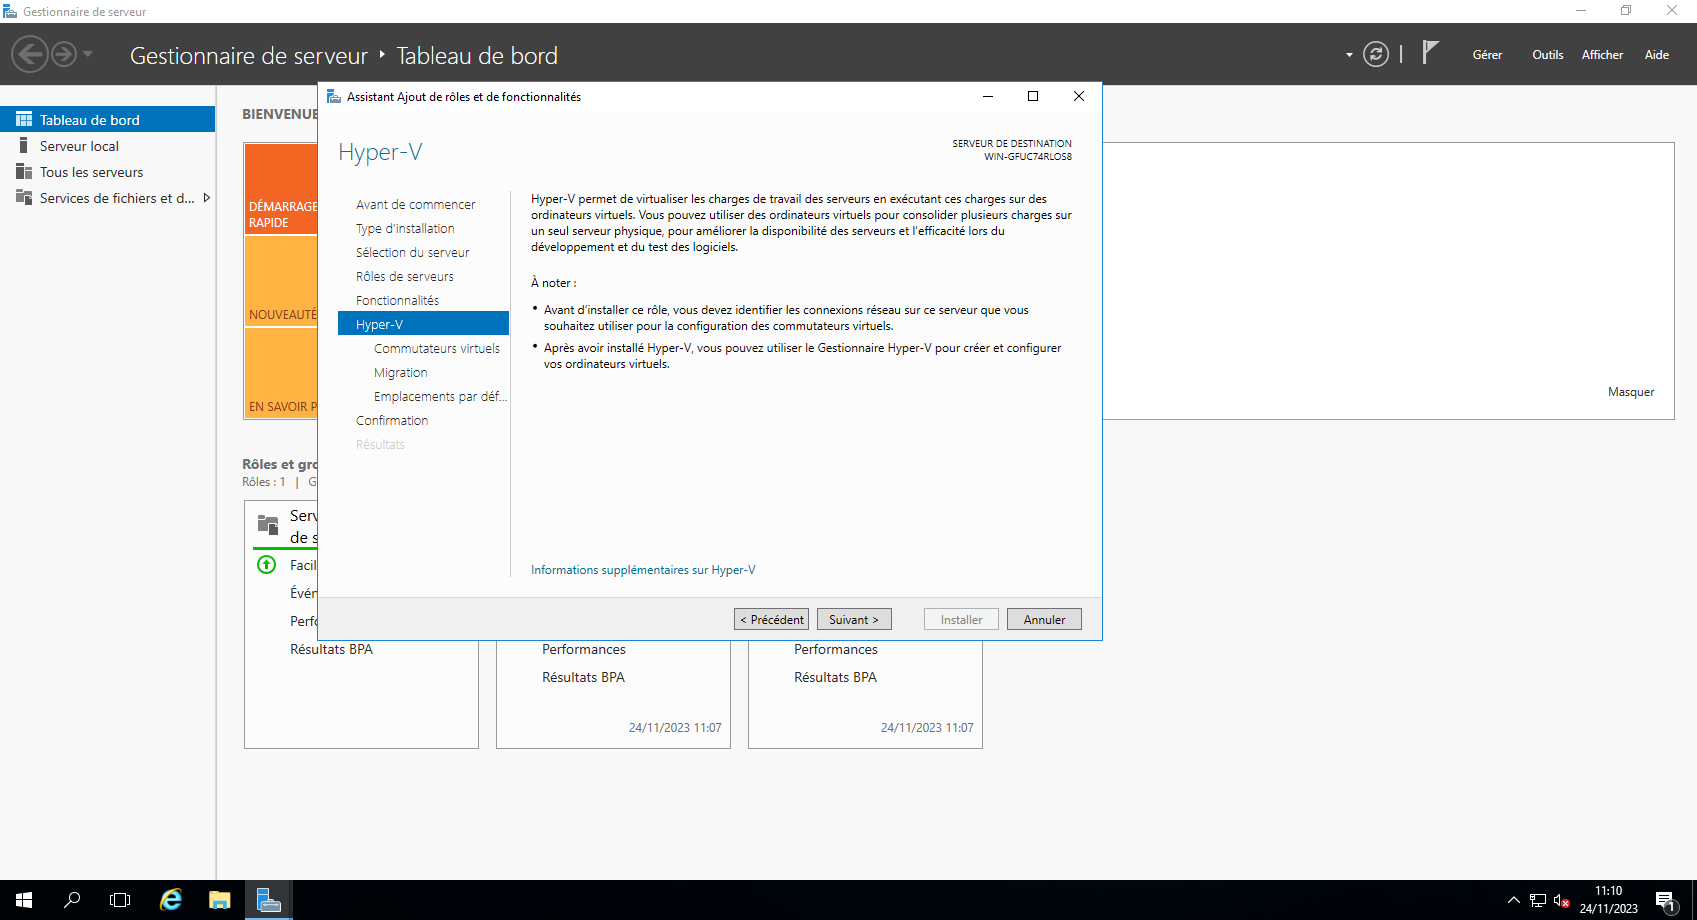 Gestionnaire de serveur
Gestionnaire de serveur ‣ Tableau de bord
Gérer Outils Afficher Aide
Tableau de bord
Serveur local
Tous les serveurs
Services de fichiers et d...
BIENVENUE
DÉMARRAGE
RAPIDE
NOUVEAUTÉ
EN SAVOIR P
Masquer
Assistant Ajout de rôles et de fonctionnalités
Hyper-V
SERVEUR DE DESTINATION
WIN-GFUC74RLOS8
Avant de commencer
Type d'installation
Sélection du serveur
Rôles de serveurs
Fonctionnalités
Hyper-V
Commutateurs virtuels
Migration
Emplacements par déf...
Confirmation
Résultats
Hyper-V permet de virtualiser les charges de travail des serveurs en exécutant ces charges sur des
ordinateurs virtuels. Vous pouvez utiliser des ordinateurs virtuels pour consolider plusieurs charges sur
un seul serveur physique, pour améliorer la disponibilité des serveurs et l'efficacité lors du
développement et du test des logiciels.
À noter :
• Avant d'installer ce rôle, vous devez identifier les connexions réseau sur ce serveur que vous
souhaitez utiliser pour la configuration des commutateurs virtuels.
• Après avoir installé Hyper-V, vous pouvez utiliser le Gestionnaire Hyper-V pour créer et configurer
vos ordinateurs virtuels.
Informations supplémentaires sur Hyper-V
< Précédent Suivant > Installer Annuler
Rôles et gro
Rôles : 1 | G
Serv
de s
Facil
Évén
Perfo
Résultats BPA
Performances
Résultats BPA
24/11/2023 11:07
Performances
Résultats BPA
24/11/2023 11:07
11:10
24/11/2023
1